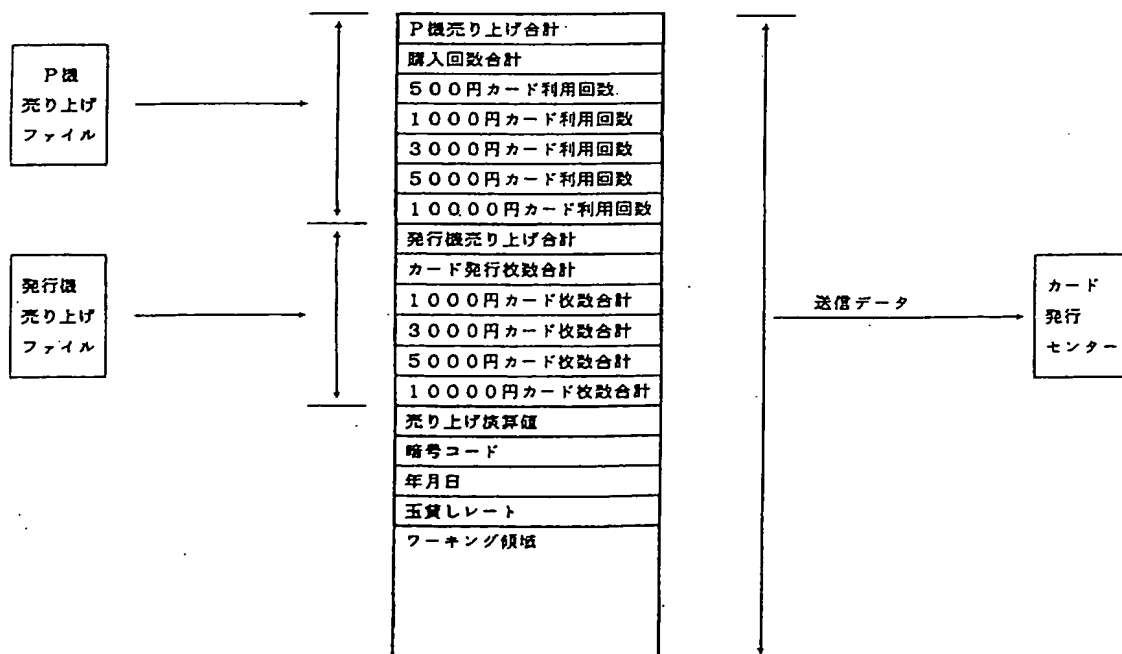 P機
売り上げ
ファイル
発行機
売り上げ
ファイル
P機売り上げ合計
購入回数合計
500円カード利用回数
1000円カード利用回数
3000円カード利用回数
5000円カード利用回数
10000円カード利用回数
発行機売り上げ合計
カード発行枚数合計
1000円カード枚数合計
3000円カード枚数合計
5000円カード枚数合計
10000円カード枚数合計
売り上げ演算値
暗号コード
年月日
玉貸しレート
ワーキング領域
送信データ
カード
発行
センター